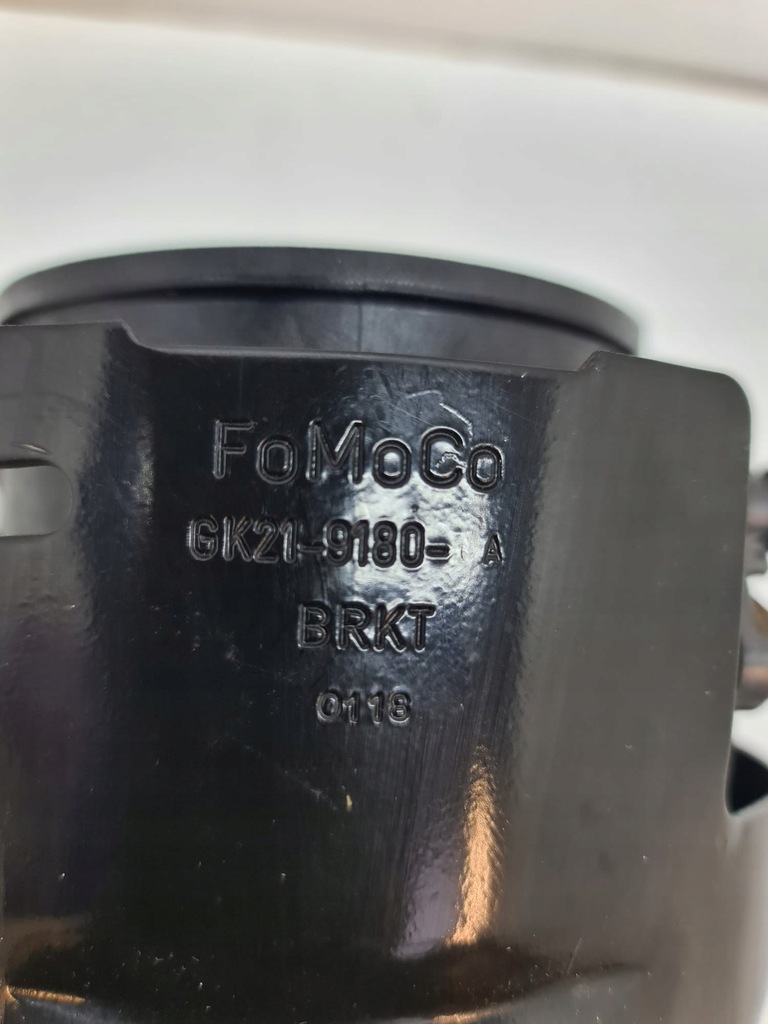 FoMoCo
GK21-9180- A
BRKT
0118